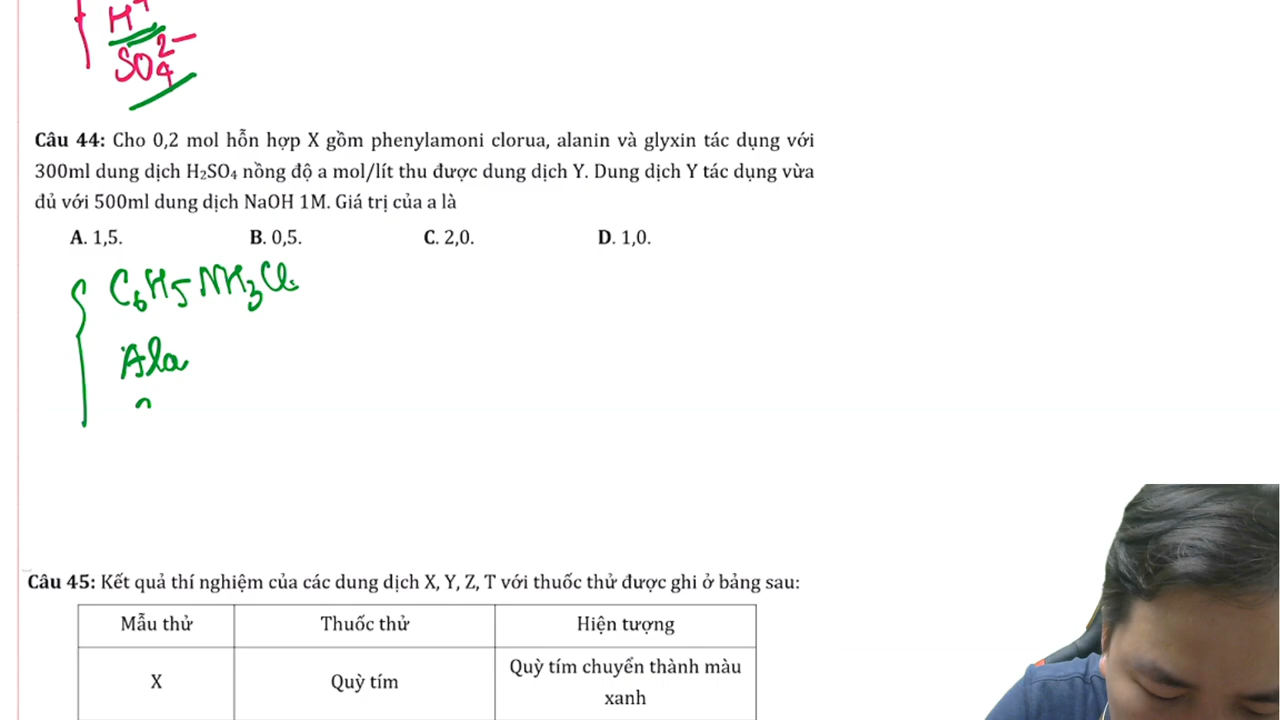 H+
SO₄²⁻
Câu 44: Cho 0,2 mol hỗn hợp X gồm phenylamoni clorua, alanin và glyxin tác dụng với
300ml dung dịch H₂SO₄ nồng độ a mol/lít thu được dung dịch Y. Dung dịch Y tác dụng vừa
đủ với 500ml dung dịch NaOH 1M. Giá trị của a là
A. 1,5. B. 0,5. C. 2,0. D. 1,0.
C₆H₅NH₃Cl
Ala
Câu 45: Kết quả thí nghiệm của các dung dịch X, Y, Z, T với thuốc thử được ghi ở bảng sau:
Mẫu thử Thuốc thử Hiện tượng
X Quỳ tím Quỳ tím chuyển thành màu
xanh